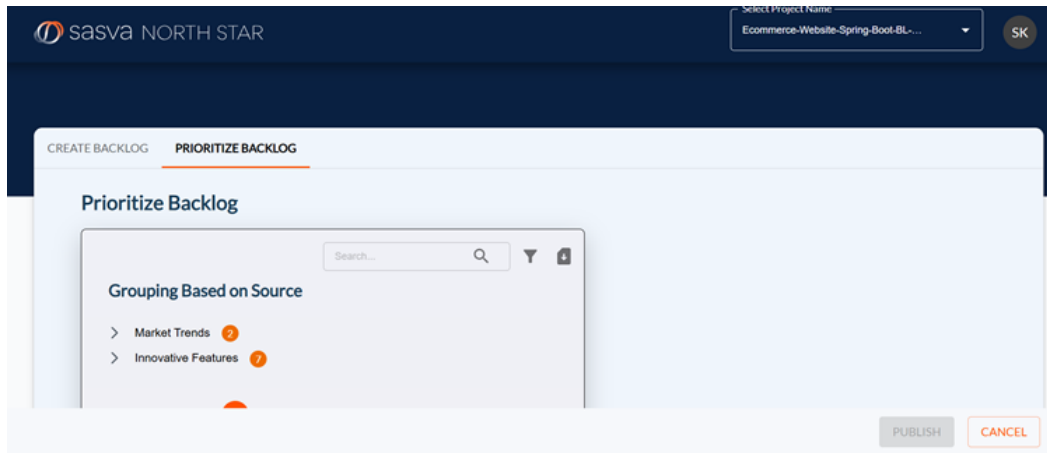 Select Project Name
sasva NORTH STAR
Ecommerce-Website-Spring-Boot-BL-...
SK
CREATE BACKLOG
PRIORITIZE BACKLOG
Prioritize Backlog
Search...
Grouping Based on Source
Market Trends 2
Innovative Features 7
PUBLISH
CANCEL